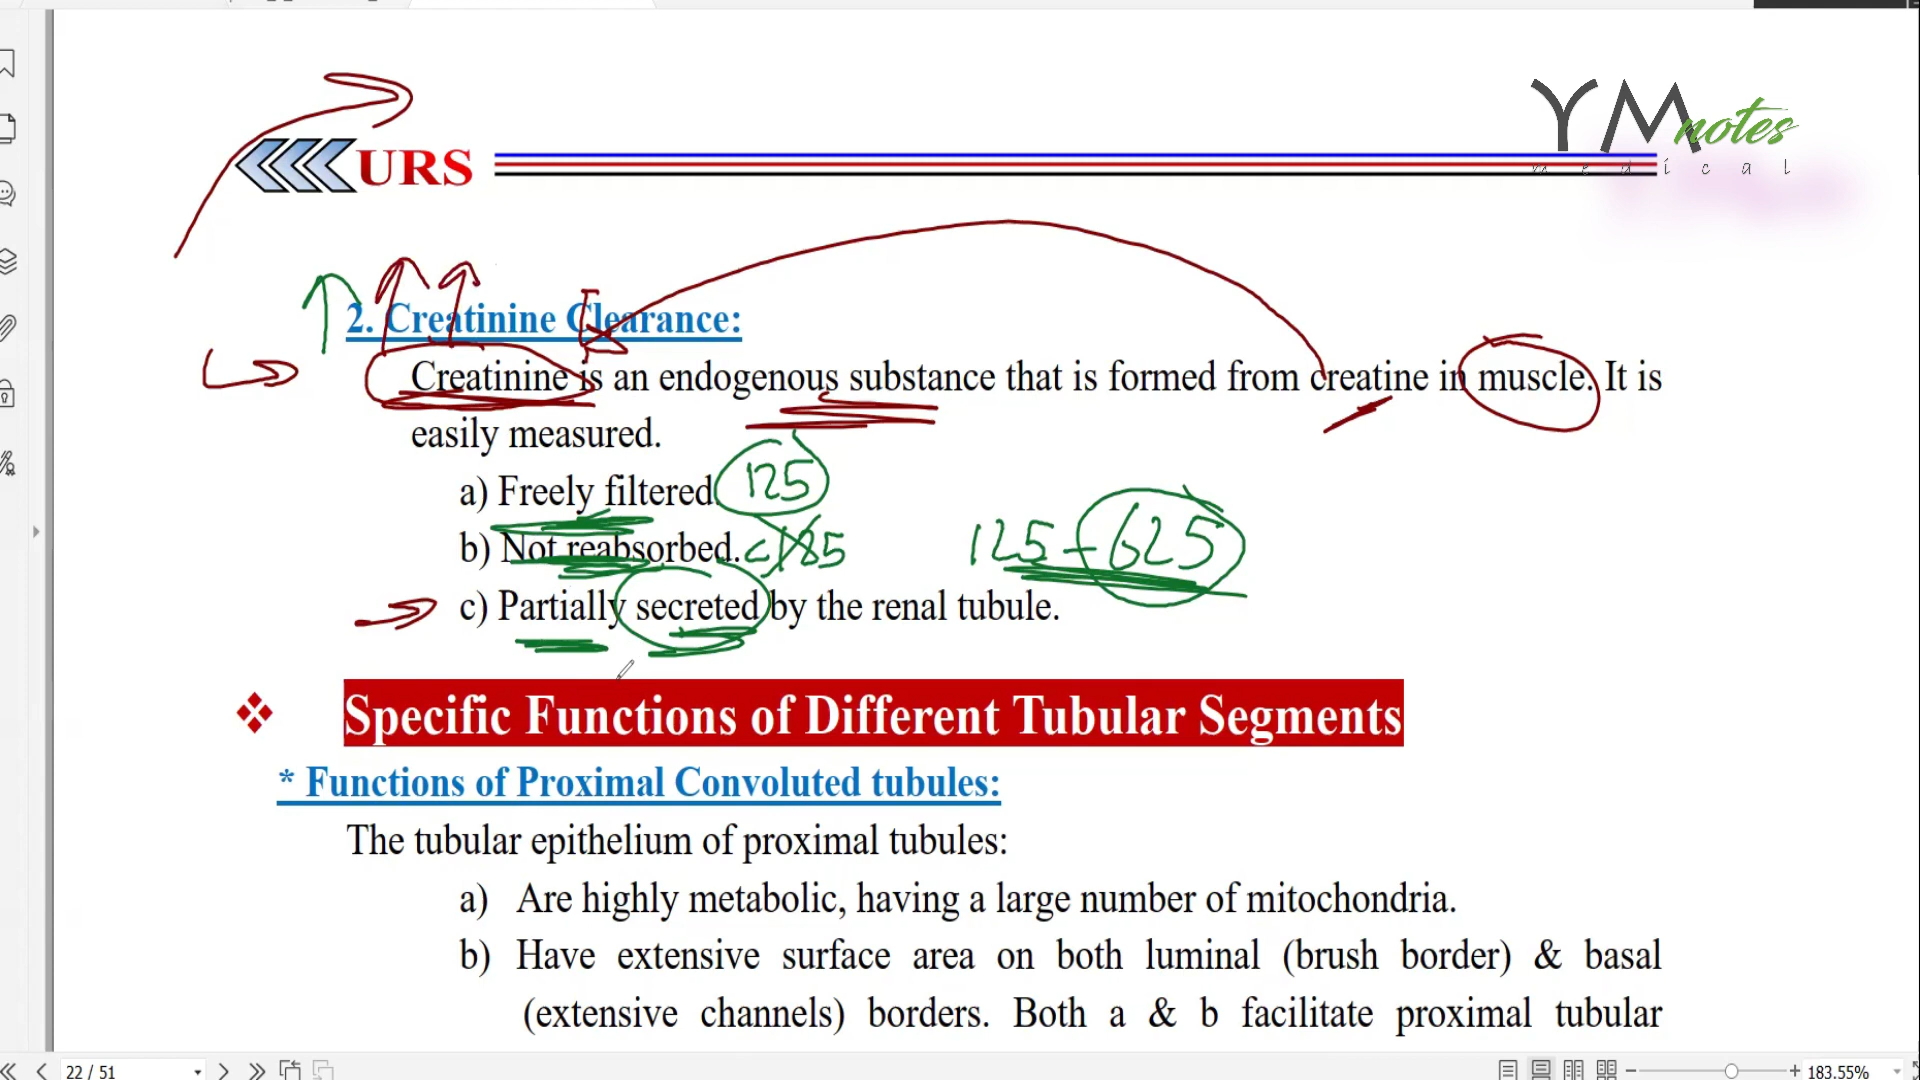 YM notes
medical
URS
2. Creatinine Clearance:
Creatinine is an endogenous substance that is formed from creatine in muscle. It is
easily measured.
a) Freely filtered. 125
b) Not reabsorbed. <125 125 - 625
c) Partially secreted by the renal tubule.
Specific Functions of Different Tubular Segments
* Functions of Proximal Convoluted tubules:
The tubular epithelium of proximal tubules:
a) Are highly metabolic, having a large number of mitochondria.
b) Have extensive surface area on both luminal (brush border) & basal
(extensive channels) borders. Both a & b facilitate proximal tubular
22 / 51
183.55%